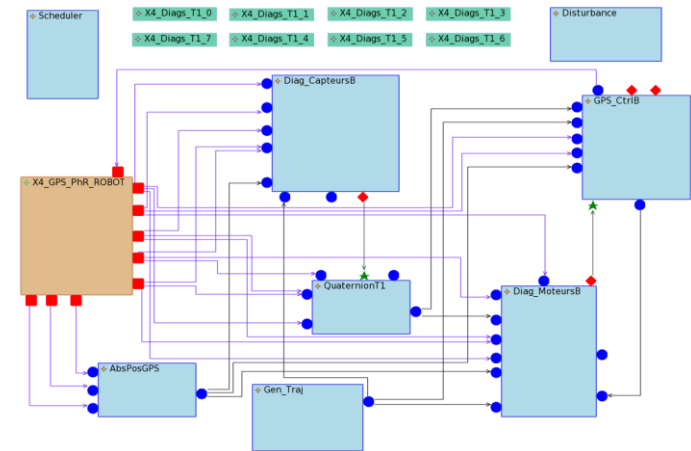 Scheduler
X4_Diags_T1_0
X4_Diags_T1_1
X4_Diags_T1_2
X4_Diags_T1_3
Disturbance
X4_Diags_T1_7
X4_Diags_T1_4
X4_Diags_T1_5
X4_Diags_T1_6
Diag_CapteursB
GPS_CtrlB
X4_GPS_PhR_ROBOT
QuaternionT1
Diag_MoteursB
AbsPosGPS
Gen_Traj